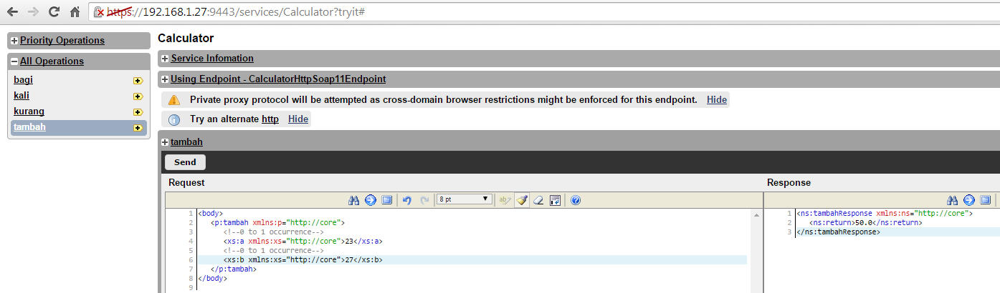 https://192.168.1.27:9443/services/Calculator?tryit#
Priority Operations
All Operations
bagi
kali
kurang
tambah
Calculator
Service Infomation
Using Endpoint - CalculatorHttpSoap11Endpoint
Private proxy protocol will be attempted as cross-domain browser restrictions might be enforced for this endpoint. Hide
Try an alternate http Hide
tambah
Send
Request
8 pt
1 <body>
2 <p:tambah xmlns:p="http://core">
3 <!--0 to 1 occurrence-->
4 <xs:a xmlns:xs="http://core">23</xs:a>
5 <!--0 to 1 occurrence-->
6 <xs:b xmlns:xs="http://core">27</xs:b>
7 </p:tambah>
8 </body>
9
Response
1 <ns:tambahResponse xmlns:ns="http://core">
2 <ns:return>50.0</ns:return>
3 </ns:tambahResponse>